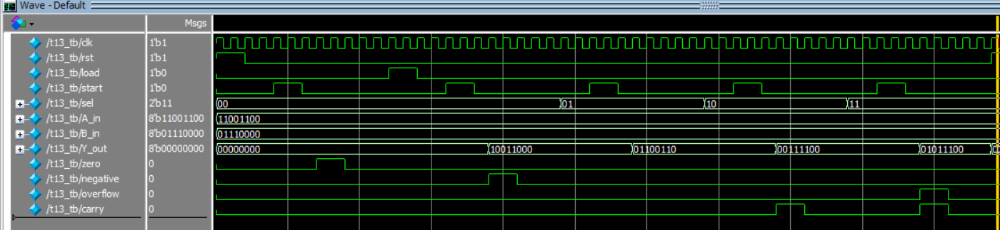 Wave - Default
Msgs
/t13_tb/clk 1'b1
/t13_tb/rst 1'b1
/t13_tb/load 1'b0
/t13_tb/start 1'b0
/t13_tb/sel 2'b11 00 01 10 11
/t13_tb/A_in 8'b11001100 11001100
/t13_tb/B_in 8'b01110000 01110000
/t13_tb/Y_out 8'b00000000 00000000 10011000 01100110 00111100 01011100
/t13_tb/zero 0
/t13_tb/negative 0
/t13_tb/overflow 0
/t13_tb/carry 0